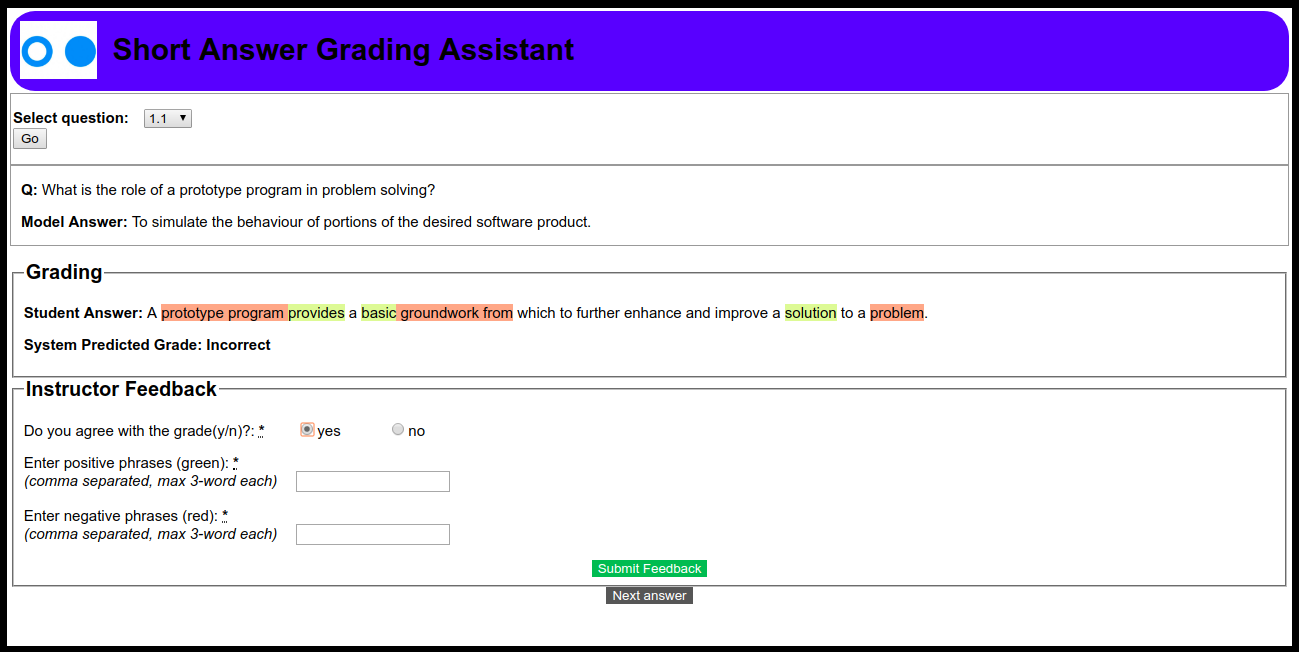 Short Answer Grading Assistant
Select question: 1.1
Go
Q: What is the role of a prototype program in problem solving?
Model Answer: To simulate the behaviour of portions of the desired software product.
Grading
Student Answer: A prototype program provides a basic groundwork from which to further enhance and improve a solution to a problem.
System Predicted Grade: Incorrect
Instructor Feedback
Do you agree with the grade(y/n)?: * yes no
Enter positive phrases (green): *
(comma separated, max 3-word each)
Enter negative phrases (red): *
(comma separated, max 3-word each)
Submit Feedback
Next answer